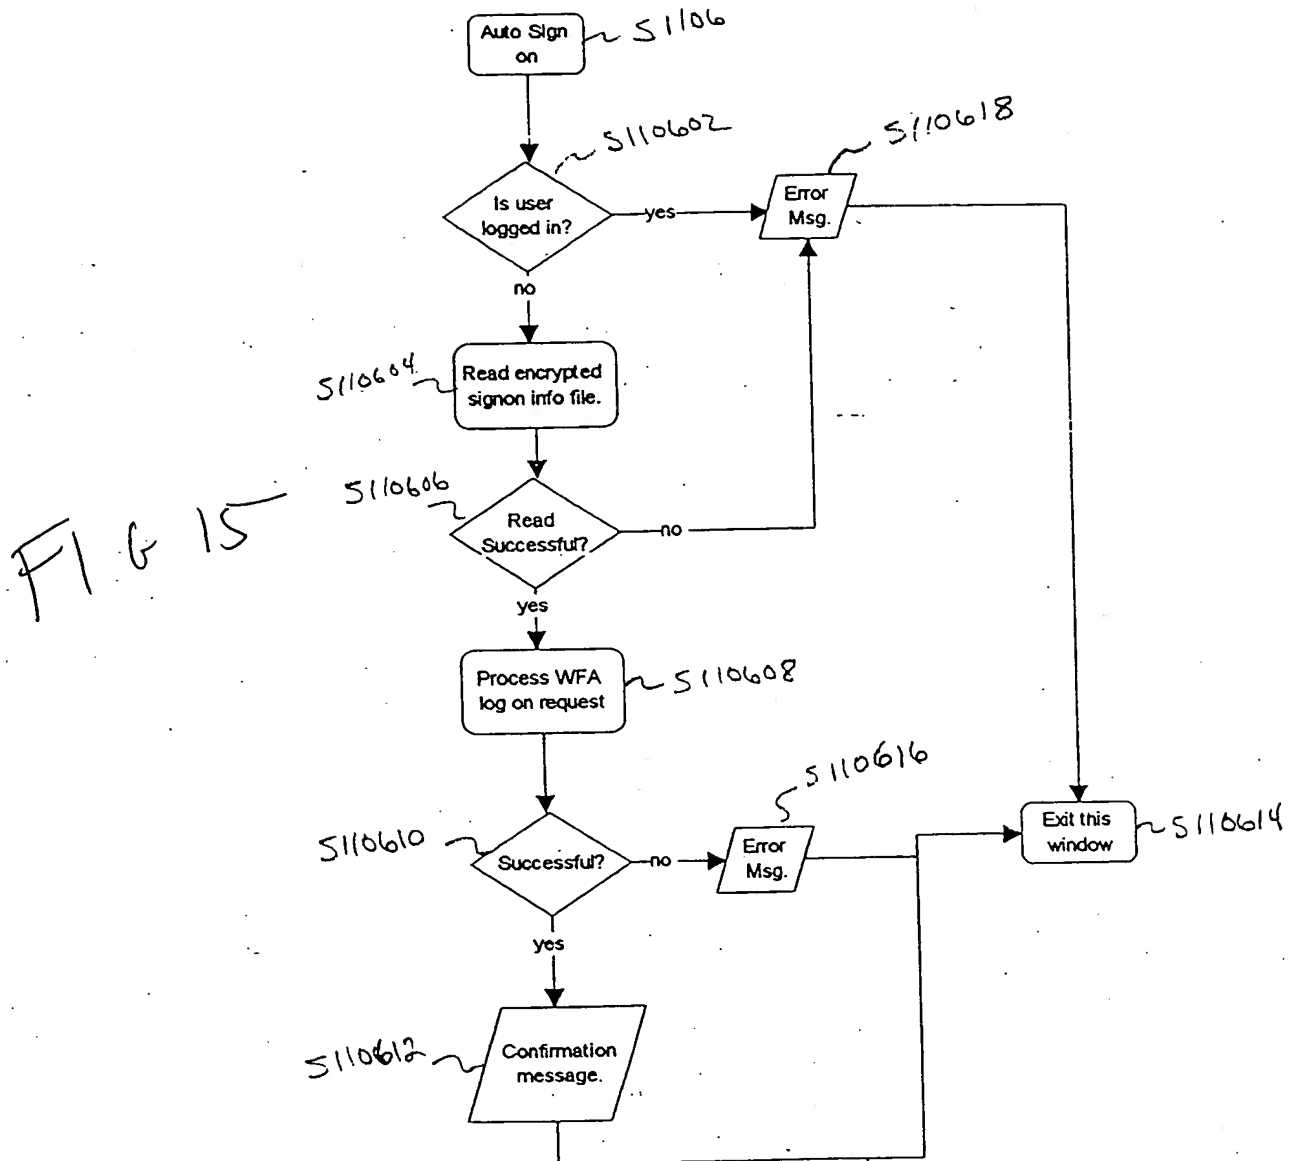 Auto Sign
on
S1106
S110602
S110618
Is user
logged in?
yes
Error
Msg.
no
S110604
Read encrypted
signon info file.
S110606
Read
Successful?
no
FIG 15
yes
Process WFA
log on request
S110608
S110616
S110610
Successful?
no
Error
Msg.
Exit this
window
S110614
yes
S110612
Confirmation
message.